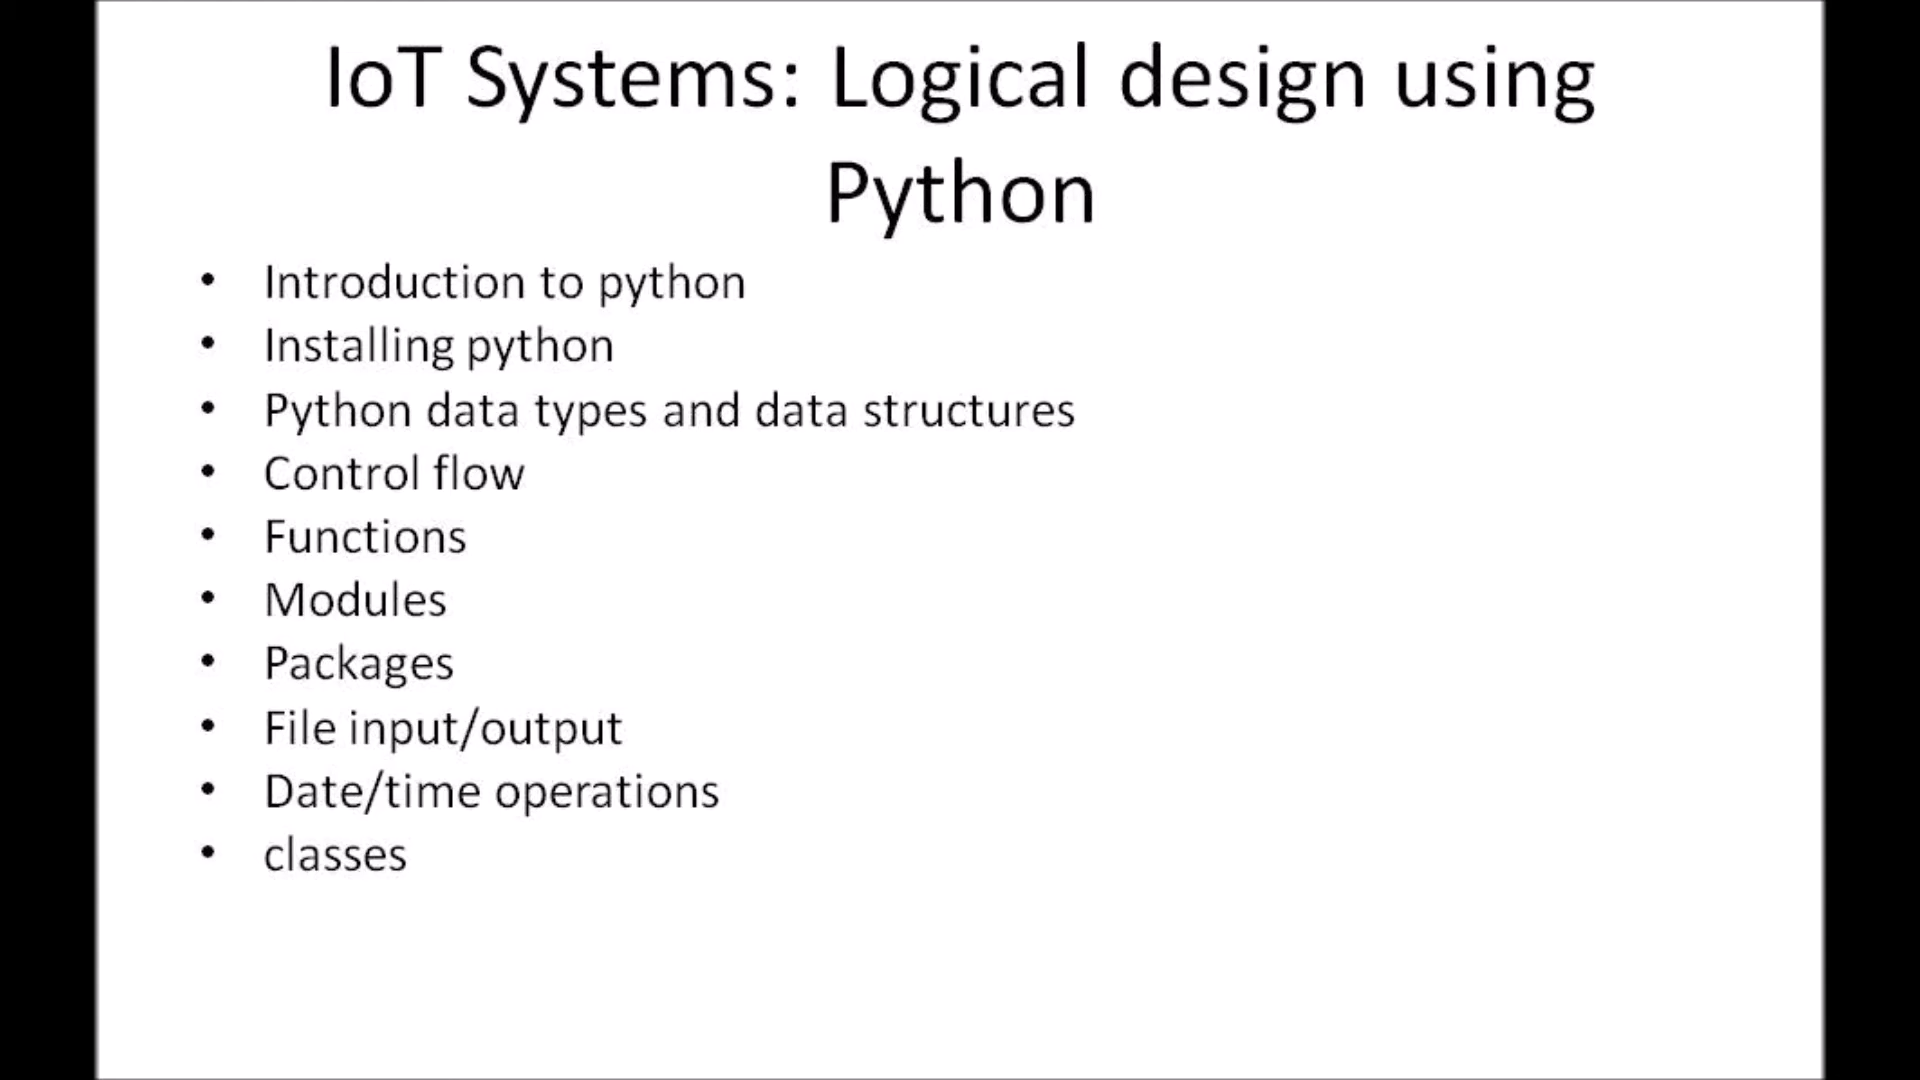 IoT Systems: Logical design using
Python
• Introduction to python
• Installing python
• Python data types and data structures
• Control flow
• Functions
• Modules
• Packages
• File input/output
• Date/time operations
• classes